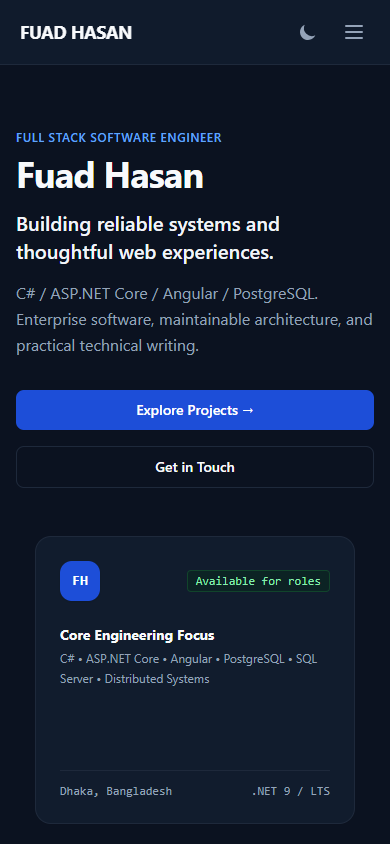 FUAD HASAN
FULL STACK SOFTWARE ENGINEER
Fuad Hasan
Building reliable systems and
thoughtful web experiences.
C# / ASP.NET Core / Angular / PostgreSQL.
Enterprise software, maintainable architecture, and
practical technical writing.
Explore Projects →
Get in Touch
FH
Available for roles
Core Engineering Focus
C# • ASP.NET Core • Angular • PostgreSQL • SQL
Server • Distributed Systems
Dhaka, Bangladesh
.NET 9 / LTS